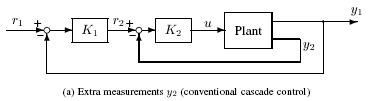 r₁ + − K₁ r₂ + − K₂ u Plant y₁
y₂
(a) Extra measurements y₂ (conventional cascade control)